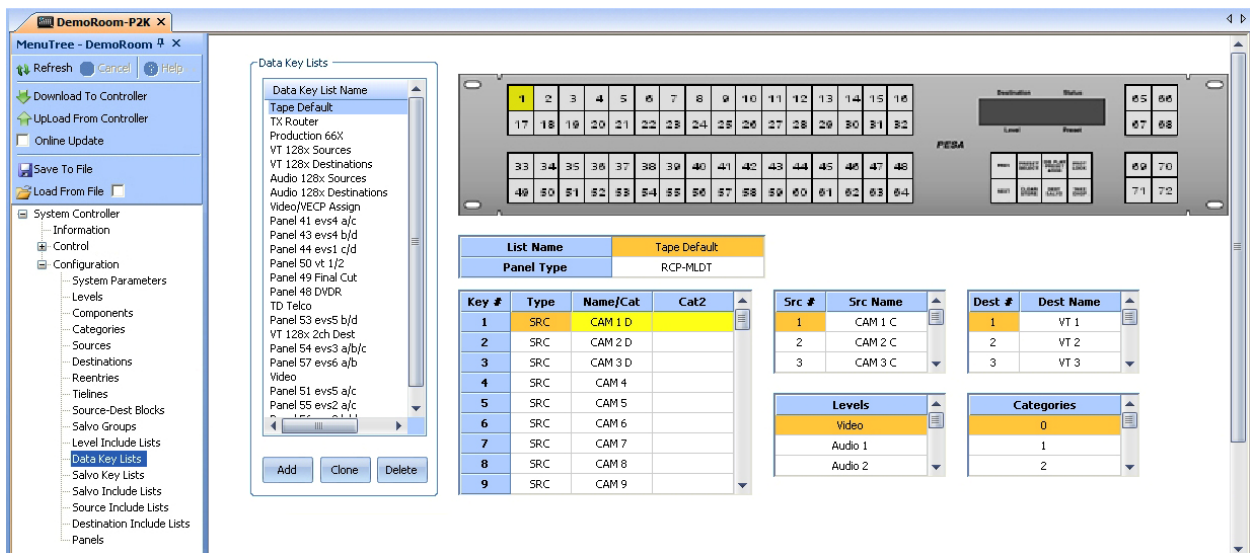 DemoRoom-P2K
MenuTree - DemoRoom
Refresh Cancel Help
Download To Controller
UpLoad From Controller
Online Update
Save To File
Load From File
System Controller
Information
Control
Configuration
System Parameters
Levels
Components
Categories
Sources
Destinations
Reentries
Tielines
Source-Dest Blocks
Salvo Groups
Level Include Lists
Data Key Lists
Salvo Key Lists
Salvo Include Lists
Source Include Lists
Destination Include Lists
Panels
Data Key Lists
Data Key List Name
Tape Default
TX Router
Production 66X
VT 128x Sources
VT 128x Destinations
Audio 128x Sources
Audio 128x Destinations
Video/VECP Assign
Panel 41 evs4 a/c
Panel 43 evs4 b/d
Panel 44 evs1 c/d
Panel 50 vt 1/2
Panel 49 Final Cut
Panel 48 DVDR
TD Telco
Panel 53 evs5 b/d
VT 128x 2ch Dest
Panel 54 evs3 a/b/c
Panel 57 evs6 a/b
Video
Panel 51 evs5 a/c
Panel 55 evs2 a/c
Add Clone Delete
1 2 3 4 5 6 7 8 9 10 11 12 13 14 15 16
17 18 19 20 21 22 23 24 25 26 27 28 29 30 31 32
33 34 35 36 37 38 39 40 41 42 43 44 45 46 47 48
49 50 51 52 53 54 55 56 57 58 59 60 61 62 63 64
PESA
Destination Status
Level Preset
65 66
67 68
69 70
71 72
List Name Tape Default
Panel Type RCP-MLDT
Key # Type Name/Cat Cat2
1 SRC CAM 1 D
2 SRC CAM 2 D
3 SRC CAM 3 D
4 SRC CAM 4
5 SRC CAM 5
6 SRC CAM 6
7 SRC CAM 7
8 SRC CAM 8
9 SRC CAM 9
Src # Src Name
1 CAM 1 C
2 CAM 2 C
3 CAM 3 C
Dest # Dest Name
1 VT 1
2 VT 2
3 VT 3
Levels
Video
Audio 1
Audio 2
Categories
0
1
2